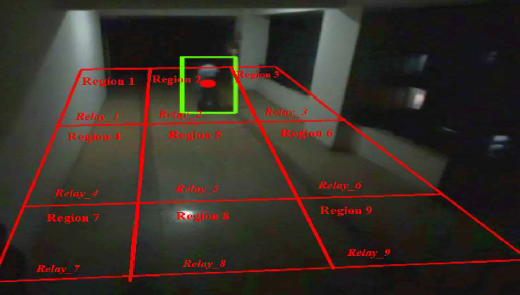 Region 1
Region 2
Region 3
Relay_1
Relay_2
Relay_3
Region 4
Region 5
Region 6
Relay_4
Relay_5
Relay_6
Region 7
Region 8
Region 9
Relay_7
Relay_8
Relay_9